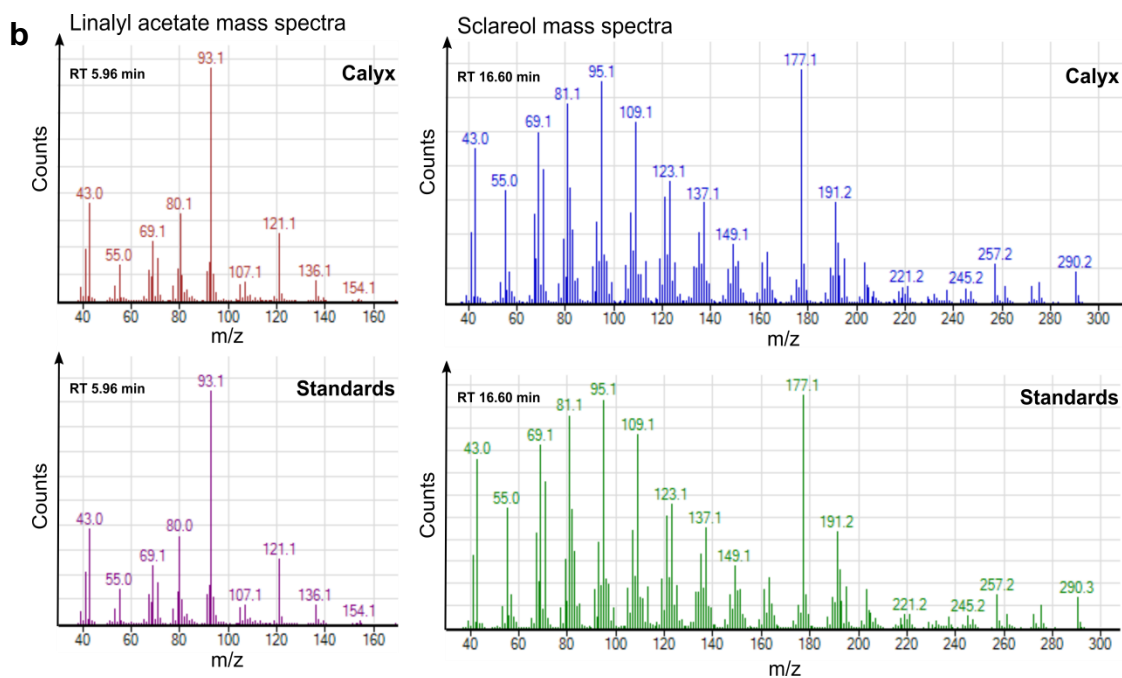 b
Linalyl acetate mass spectra
RT 5.96 min
Calyx
93.1
43.0
80.1
69.1
55.0
121.1
107.1
136.1
154.1
Counts
40 60 80 100 120 140 160
m/z
Sclareol mass spectra
RT 16.60 min
Calyx
177.1
95.1
81.1
109.1
69.1
43.0
55.0
123.1
137.1
191.2
149.1
257.2
290.2
221.2
245.2
Counts
40 60 80 100 120 140 160 180 200 220 240 260 280 300
m/z
RT 5.96 min
Standards
93.1
43.0
80.0
69.1
55.0
121.1
107.1
136.1
154.1
Counts
40 60 80 100 120 140 160
m/z
RT 16.60 min
Standards
177.1
95.1
81.1
109.1
69.1
43.0
55.0
123.1
137.1
191.2
149.1
257.2
290.3
221.2
245.2
Counts
40 60 80 100 120 140 160 180 200 220 240 260 280 300
m/z